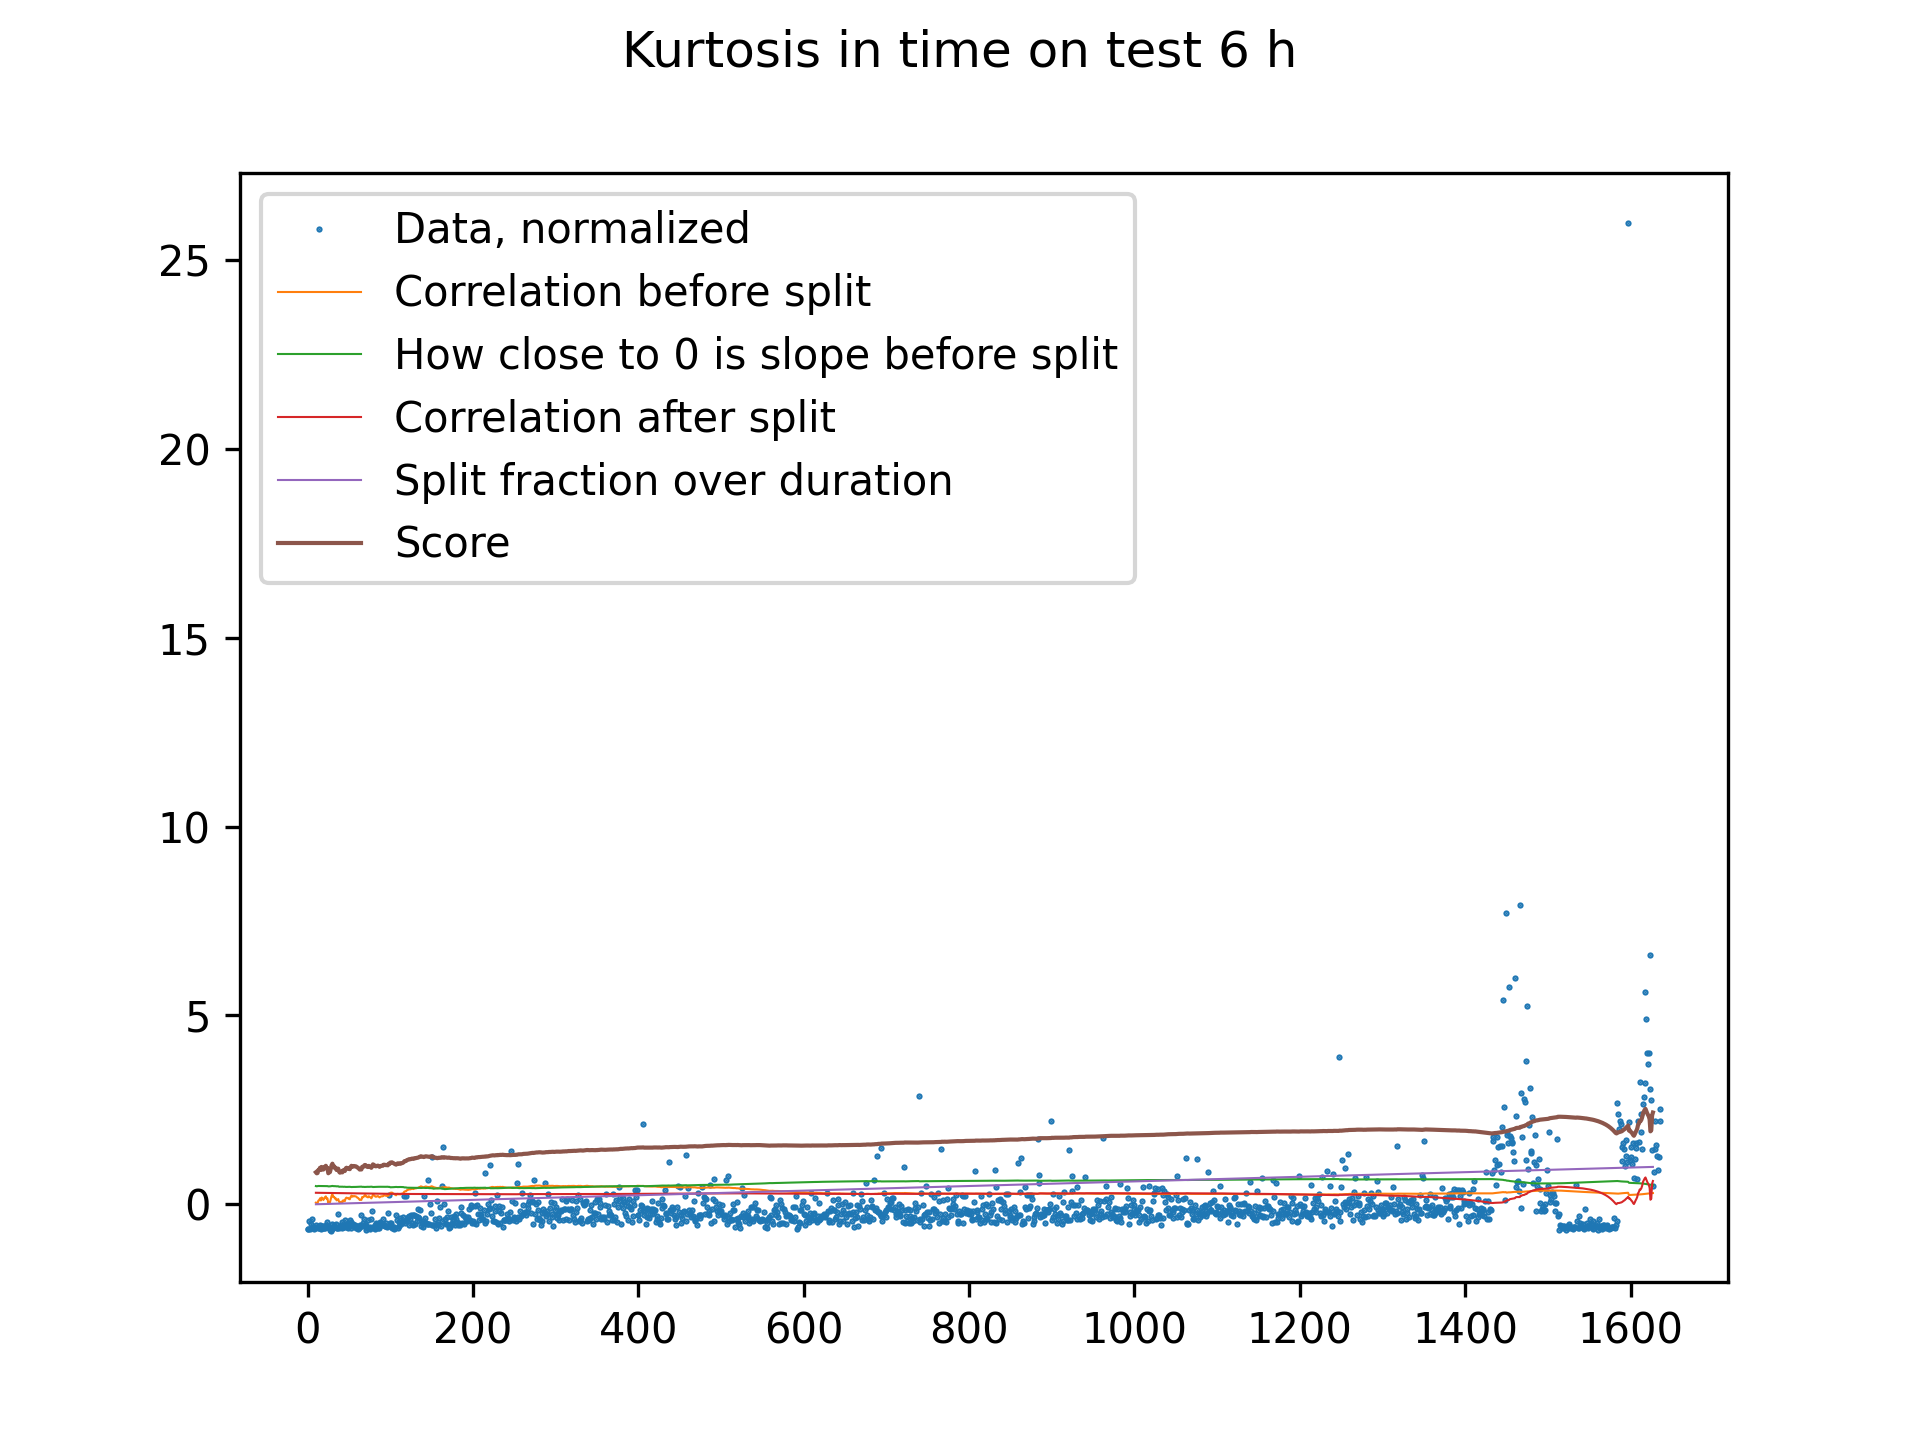 Kurtosis in time on test 6 h
Data, normalized
Correlation before split
How close to 0 is slope before split
Correlation after split
Split fraction over duration
Score
25
20
15
10
5
0
0 200 400 600 800 1000 1200 1400 1600